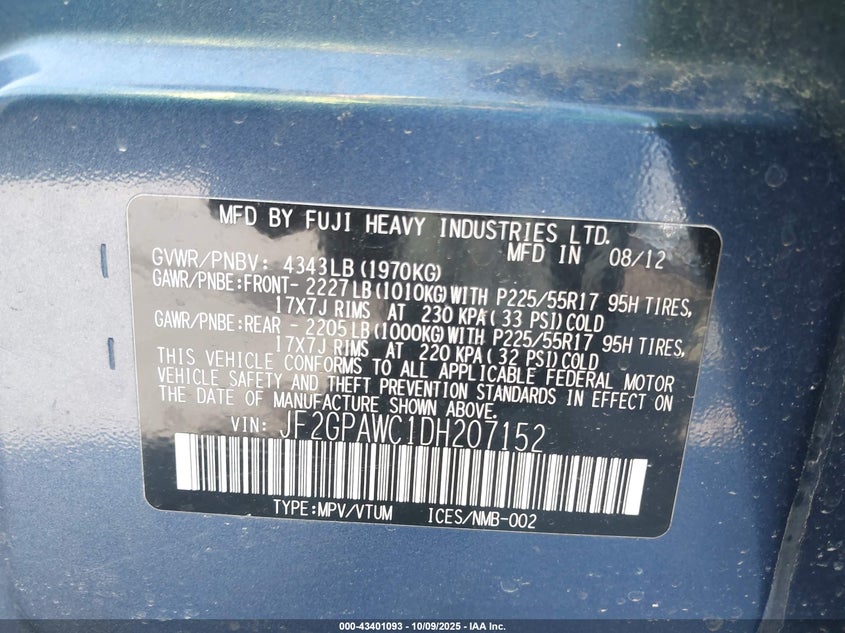 MFD BY FUJI HEAVY INDUSTRIES LTD.
MFD IN 08/12
GVWR/PNBV: 4343LB (1970KG)
GAWR/PNBE:FRONT- 2227LB (1010KG) WITH P225/55R17 95H TIRES,
17X7J RIMS AT 230 KPA( 33 PSI) COLD
GAWR/PNBE:REAR - 2205LB (1000KG) WITH P225/55R17 95H TIRES,
17X7J RIMS AT 220 KPA( 32 PSI) COLD
THIS VEHICLE CONFORMS TO ALL APPLICABLE FEDERAL MOTOR
VEHICLE SAFETY AND THEFT PREVENTION STANDARDS IN EFFECT ON
THE DATE OF MANUFACTURE SHOWN ABOVE.
VIN: JF2GPAWC1DH207152
TYPE:MPV/VTUM ICES/NMB-002
000-43401093 - 10/09/2025 - IAA Inc.